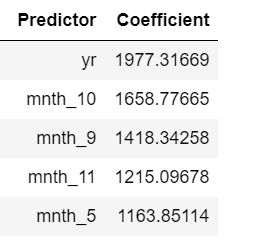 Predictor Coefficient
yr 1977.31669
mnth_10 1658.77665
mnth_9 1418.34258
mnth_11 1215.09678
mnth_5 1163.85114